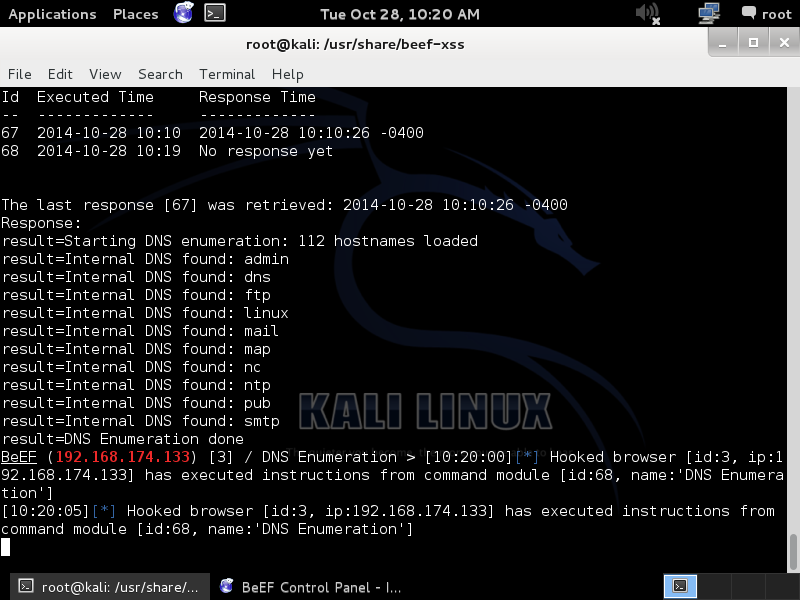 Applications Places Tue Oct 28, 10:20 AM root
root@kali: /usr/share/beef-xss
File Edit View Search Terminal Help
Id  Executed Time     Response Time
--  -------------     -------------
67  2014-10-28 10:10  2014-10-28 10:10:26 -0400
68  2014-10-28 10:19  No response yet
The last response [67] was retrieved: 2014-10-28 10:10:26 -0400
Response:
result=Starting DNS enumeration: 112 hostnames loaded
result=Internal DNS found: admin
result=Internal DNS found: dns
result=Internal DNS found: ftp
result=Internal DNS found: linux
result=Internal DNS found: mail
result=Internal DNS found: map
result=Internal DNS found: nc
result=Internal DNS found: ntp
result=Internal DNS found: pub
result=Internal DNS found: smtp
result=DNS Enumeration done
KALI LINUX
BeEF (192.168.174.133) [3] / DNS Enumeration > [10:20:00][*] Hooked browser [id:3, ip:1
92.168.174.133] has executed instructions from command module [id:68, name:'DNS Enumera
tion']
[10:20:05][*] Hooked browser [id:3, ip:192.168.174.133] has executed instructions from
command module [id:68, name:'DNS Enumeration']
root@kali: /usr/share/... BeEF Control Panel - I...